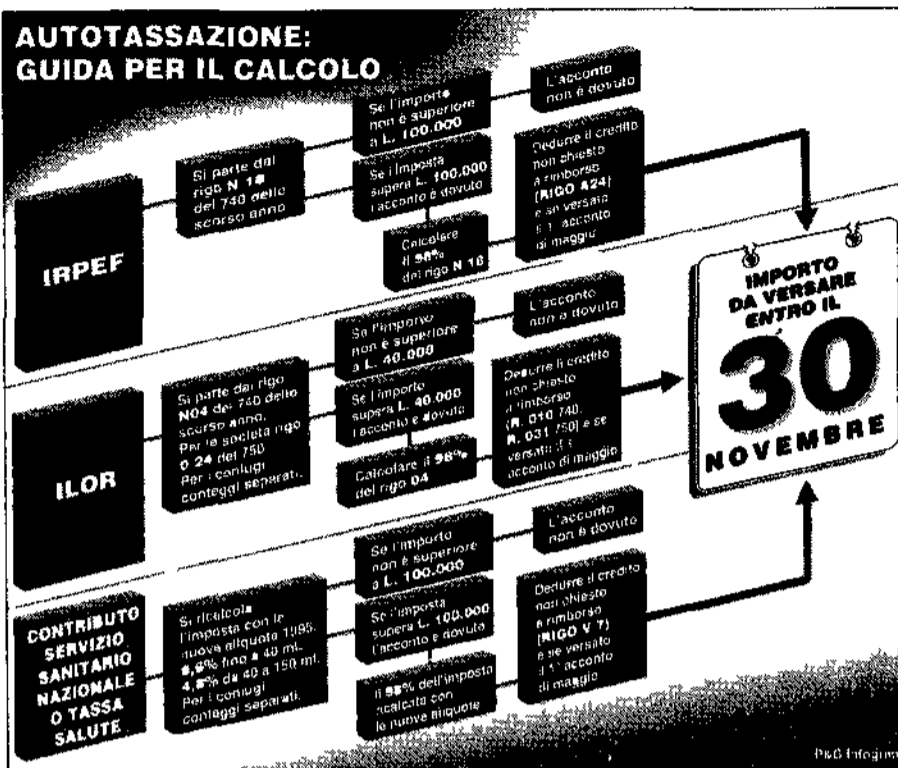 AUTOTASSAZIONE:
GUIDA PER IL CALCOLO
IRPEF
Si parte dal
rigo N 18
del 740 dello
scorso anno
Se l'importo
non è superiore
a L. 100.000
L'acconto
non è dovuto
Se l'imposta
supera L. 100.000
l'acconto è dovuto
Calcolare
il 98%
del rigo N
Dedurre il credito
non chiesto
a rimborso
(RIGO
e se versato
il 1° acconto
di maggio
ILOR
Si parte dal rigo
N04 del 740 dello
scorso anno.
Per le società rigo
O 24 del 750
Per i coniugi
conteggi separati.
Se l'importo
non è superiore
a L. 40.000
L'acconto
non è dovuto
Se l'importo
supera L. 40.000
l'acconto è dovuto
Calcolare il 98%
del rigo 04
Dedurre il credito
non chiesto
a rimborso
(R. 010 740,
R. 031 750) e se
versato il 1°
acconto di maggio
CONTRIBUTO
SERVIZIO
SANITARIO
NAZIONALE
O TASSA
SALUTE
Si ricalcola
l'imposta con le
nuove aliquote 1995.
fino a 40 ml.
da 40 a 150 ml.
Per i coniugi
conteggi separati.
Se l'importo
non è superiore
a L. 100.000
L'acconto
non è dovuto
Se l'imposta
supera L. 100.000
l'acconto è dovuto
Il 98% dell'imposta
ricalcolata con
le nuove aliquote
Dedurre il credito
non chiesto
a rimborso
(RIGO V 7)
e se versato
il 1° acconto
di maggio
IMPORTO
DA VERSARE
ENTRO IL
30
NOVEMBRE
P&G